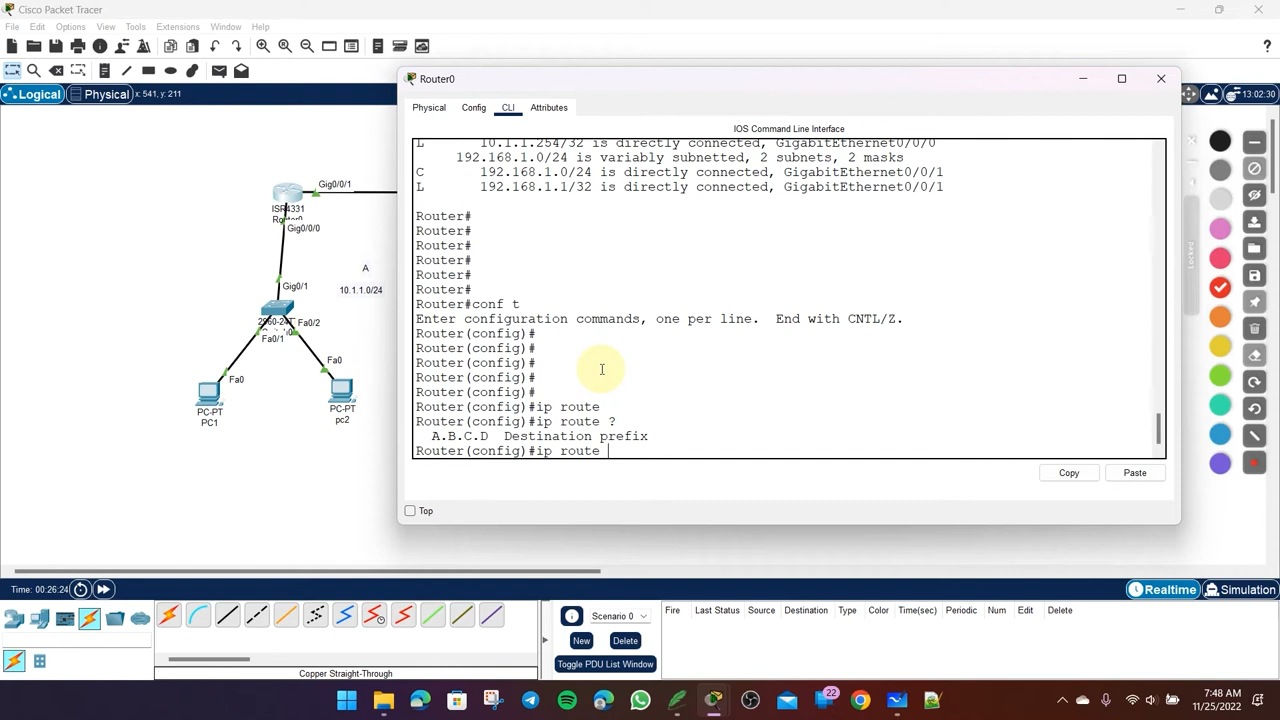 Cisco Packet Tracer
File Edit Options View Tools Extensions Window Help
Logical Physical x: 541, y: 211
13:02:30
Router0
Physical Config CLI Attributes
IOS Command Line Interface
L 10.1.1.254/32 is directly connected, GigabitEthernet0/0/0
192.168.1.0/24 is variably subnetted, 2 subnets, 2 masks
C 192.168.1.0/24 is directly connected, GigabitEthernet0/0/1
L 192.168.1.1/32 is directly connected, GigabitEthernet0/0/1
Router#
Router#
Router#
Router#
Router#
Router#
Router#conf t
Enter configuration commands, one per line. End with CNTL/Z.
Router(config)#
Router(config)#
Router(config)#
Router(config)#
Router(config)#
Router(config)#ip route
Router(config)#ip route ?
A.B.C.D Destination prefix
Router(config)#ip route
Copy Paste
Top
Gig0/0/1
ISR4331
Gig0/0/0
A
10.1.1.0/24
Gig0/1
Fa0/2
Fa0/1
Fa0
Fa0
PC-PT
PC1
PC-PT
pc2
Locked
Time: 00:26:24
Realtime Simulation
Scenario 0
New Delete
Toggle PDU List Window
Fire Last Status Source Destination Type Color Time(sec) Periodic Num Edit Delete
Copper Straight-Through
22
7:48 AM
11/25/2022